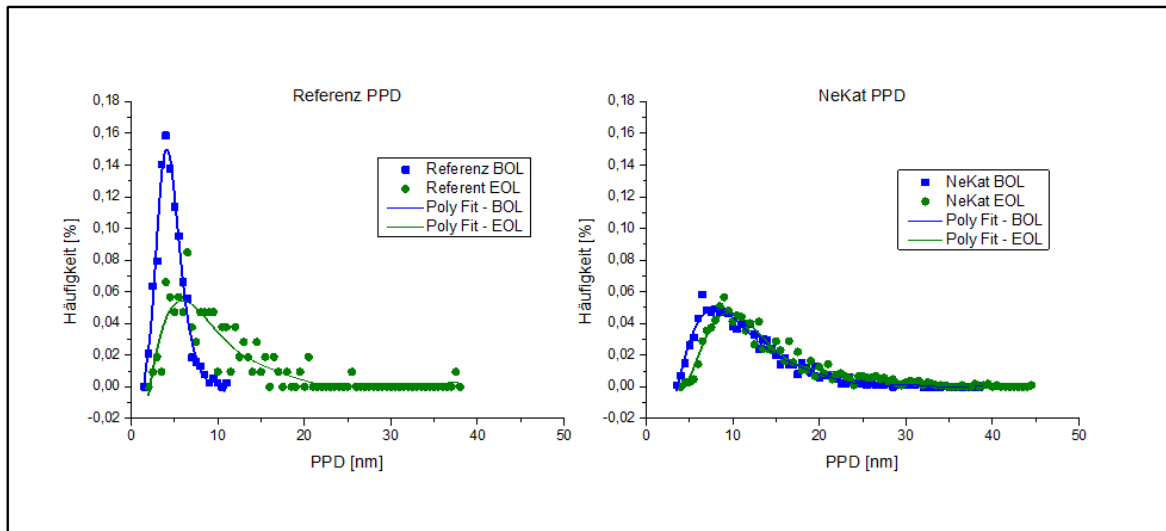 Referenz PPD
0,18
0,16
0,14
0,12
0,10
0,08
0,06
0,04
0,02
0,00
-0,02
Häufigkeit [%]
0 10 20 30 40 50
PPD [nm]
Referenz BOL
Referent EOL
Poly Fit - BOL
Poly Fit - EOL
NeKat PPD
0,18
0,16
0,14
0,12
0,10
0,08
0,06
0,04
0,02
0,00
-0,02
Häufigkeit [%]
0 10 20 30 40 50
PPD [nm]
NeKat BOL
NeKat EOL
Poly Fit - BOL
Poly Fit - EOL